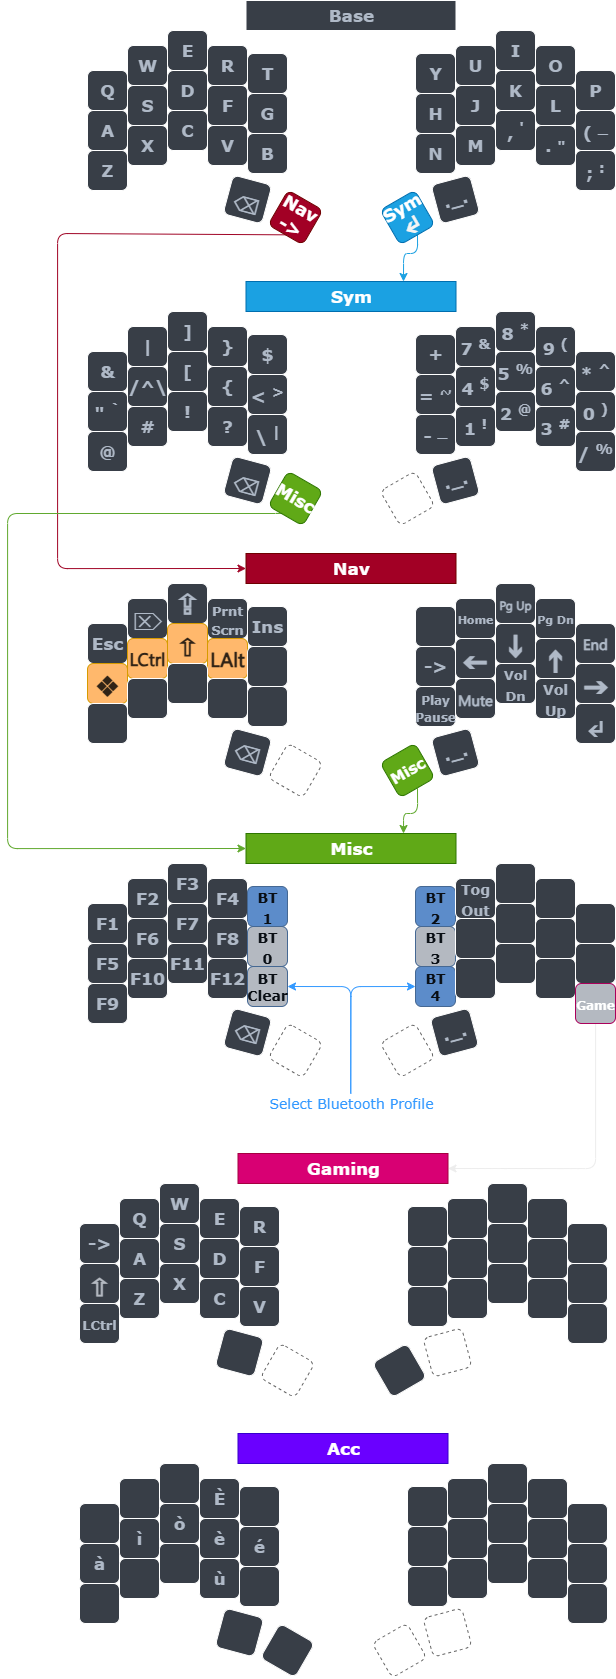 Base
Q W E R T Y U I O P
A S D F G H J K L ( _
Z X C V B N M , ' . " ; :
⌫ Nav -> Sym ↲ ._.
Sym
& | ] } $ + 7 & 8 * 9 ( * ^
" ` /^\ [ { < > = ~ 4 $ 5 % 6 ^ 0 )
@ # ! ? \ | - _ 1 ! 2 @ 3 # / %
⌫ Misc ._.
Nav
Esc ⌦ ⇪ Prnt Scrn Ins Home Pg Up Pg Dn End
❖ LCtrl ⇧ LAlt -> ← ↓ ↑ →
Play Pause Mute Vol Dn Vol Up ↲
⌫ Misc ._.
Misc
F1 F2 F3 F4 BT 1 BT 2 Tog Out
F5 F6 F7 F8 BT 0 BT 3
F9 F10 F11 F12 BT Clear BT 4 Game
⌫ ._.
Select Bluetooth Profile
Gaming
-> Q W E R
⇧ A S D F
LCtrl Z X C V
Acc
È
à ì ò è é
ù